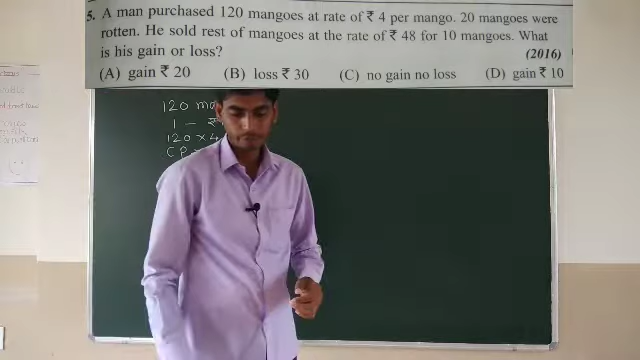 5. A man purchased 120 mangoes at rate of ₹ 4 per mango. 20 mangoes were
rotten. He sold rest of mangoes at the rate of ₹ 48 for 10 mangoes. What
is his gain or loss?
(2016)
(A) gain ₹ 20 (B) loss ₹ 30 (C) no gain no loss (D) gain ₹ 10
120
1 - ₹
120 × 4
CP